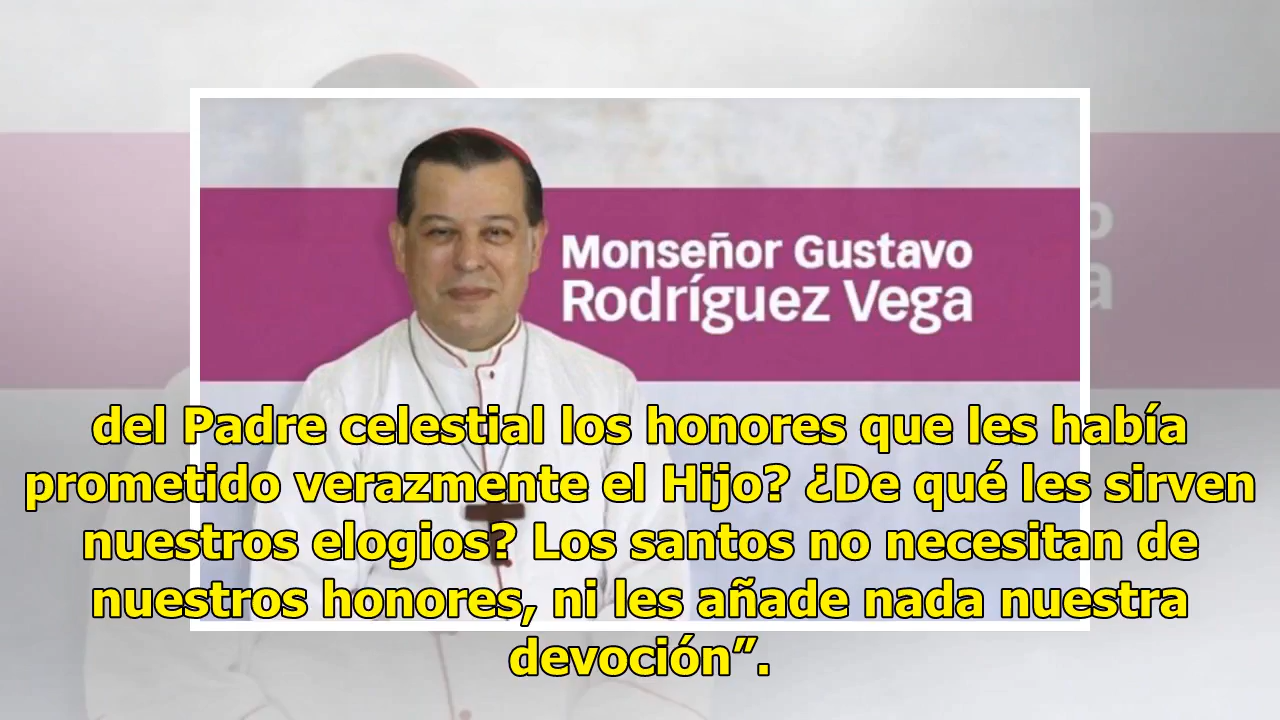 Monseñor Gustavo
Rodríguez Vega
o
a
del Padre celestial los honores que les había
prometido verazmente el Hijo? ¿De qué les sirven
nuestros elogios? Los santos no necesitan de
nuestros honores, ni les añade nada nuestra
devoción”.